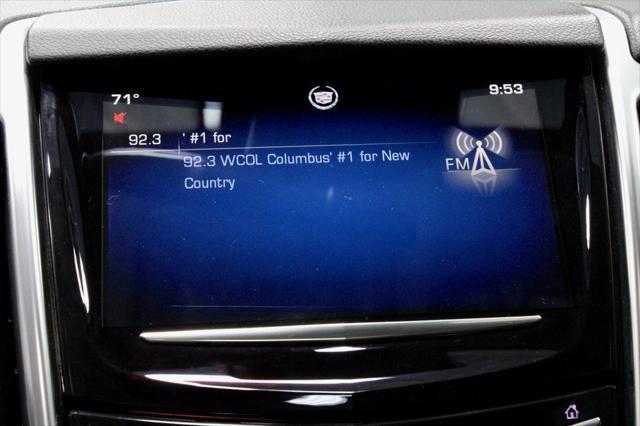 71° 9:53
92.3 ' #1 for
92.3 WCOL Columbus' #1 for New
Country
FM